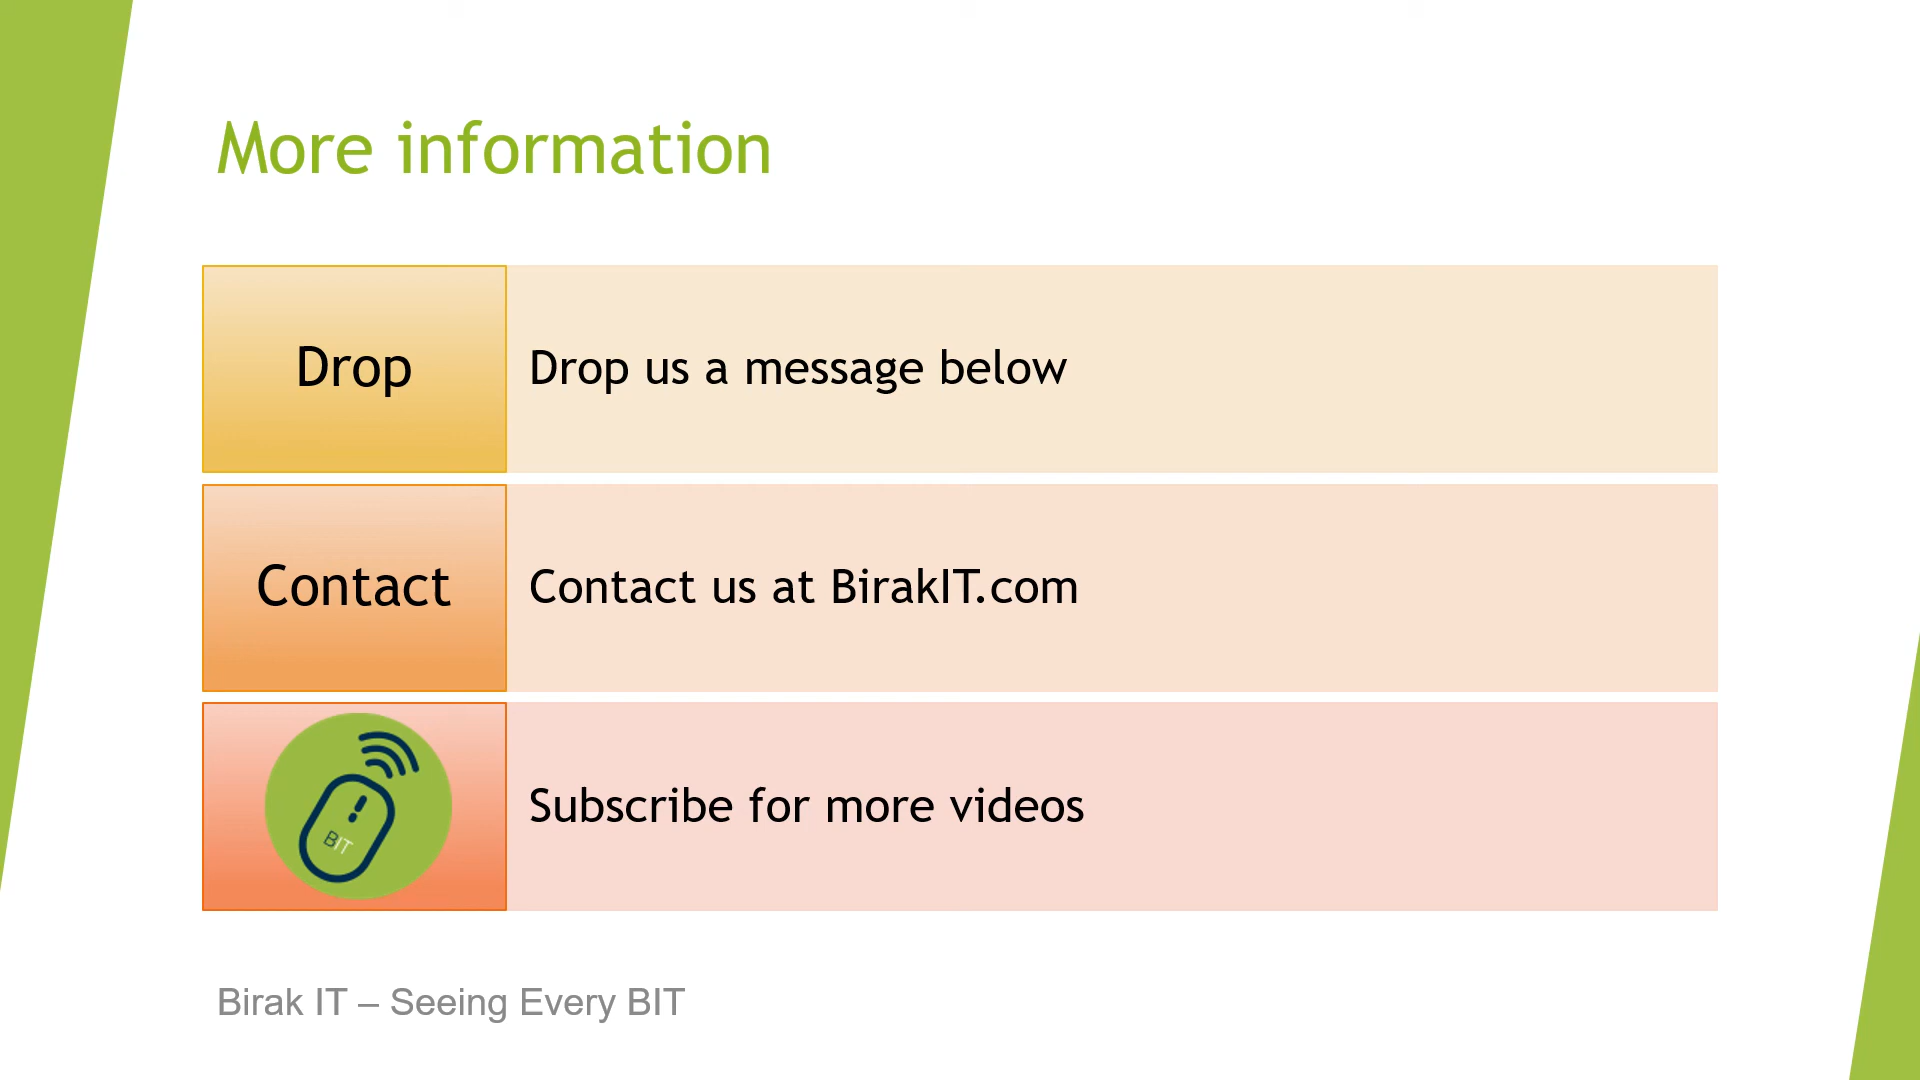 More information
Drop
Drop us a message below
Contact
Contact us at BirakIT.com
BIT
Subscribe for more videos
Birak IT – Seeing Every BIT